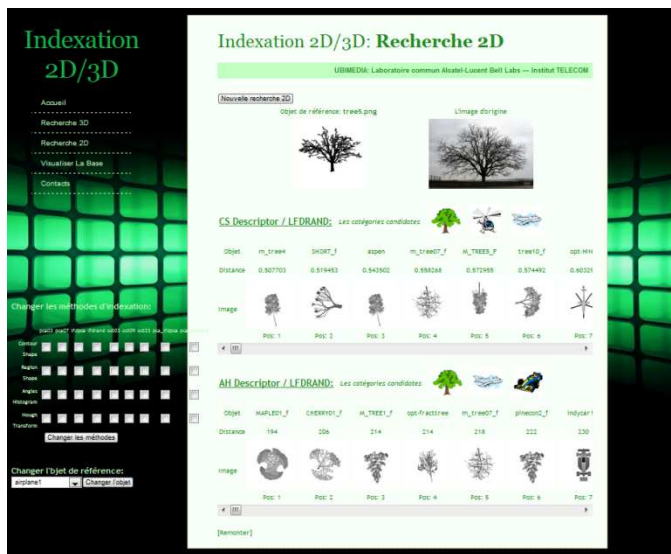 Indexation
2D/3D
Accueil
Recherche 3D
Recherche 2D
Visualiser La Base
Contacts
Changer les méthodes d'indexation:
Contour
Shape
Region
Shape
Angles
Histogram
Hough
Transform
Changer les méthodes
Changer l'bjet de référence:
airplane1
Changer l'objet
Indexation 2D/3D: Recherche 2D
UBIMEDIA: Laboratoire commun Alcatel-Lucent Bell Labs — Institut TELECOM
Nouvelle recherche 2D
Objet de référence: tree5.png
L'image d'origine
CS Descriptor / LFDRAND: Les catégories candidates
Objet m_tree4 SHORT_f aspen m_tree07_f M_TREE5_P tree10_f
Distance 0.507703 0.519453 0.543502 0.558268 0.572955 0.574492
Image
Pos: 1 Pos: 2 Pos: 3 Pos: 4 Pos: 5 Pos: 6 Pos: 7
AH Descriptor / LFDRAND: Les catégories candidates
Objet MAPLE01_f CHERRY01_f M_TREE1_f opt-fracttree m_tree07_f pinecon2_f
Distance 194 206 214 214 218 222 230
Image
Pos: 1 Pos: 2 Pos: 3 Pos: 4 Pos: 5 Pos: 6 Pos: 7
[Remonter]